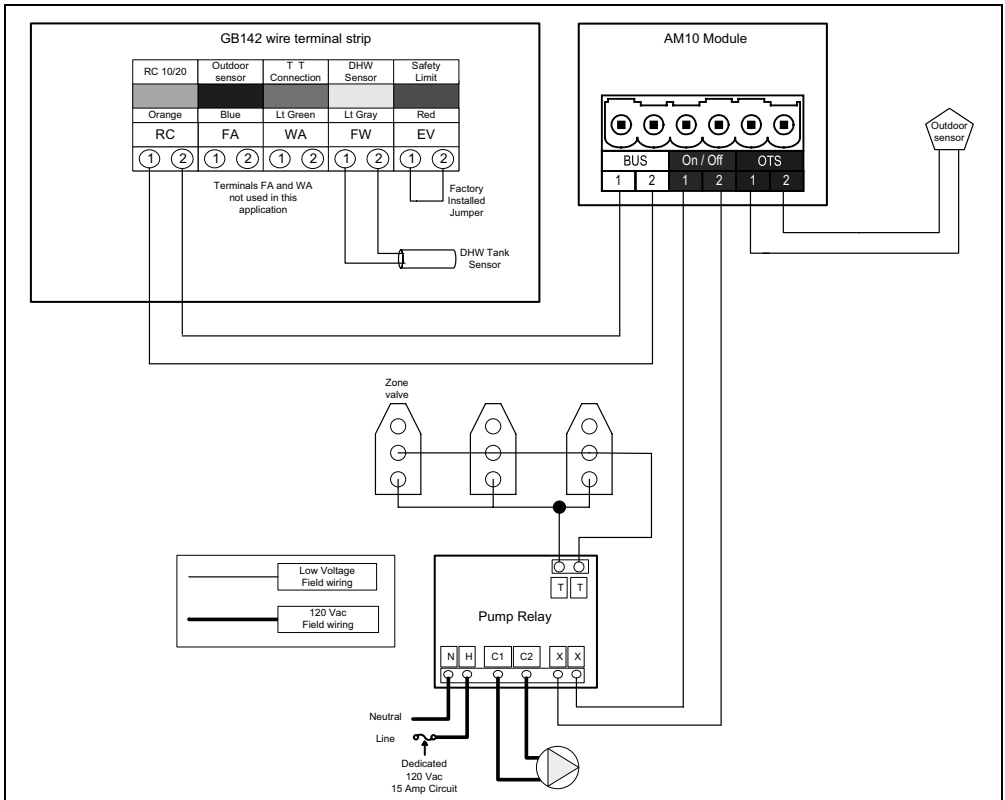 GB142 wire terminal strip
RC 10/20
Outdoor
sensor
T T
Connection
DHW
Sensor
Safety
Limit
Orange
Blue
Lt Green
Lt Gray
Red
RC
FA
WA
FW
EV
1 2 1 2 1 2 1 2 1 2
Terminals FA and WA
not used in this
application
Factory
Installed
Jumper
DHW Tank
Sensor
AM10 Module
BUS
On / Off
OTS
1 2 1 2 1 2
Outdoor
sensor
Zone
valve
Low Voltage
Field wiring
120 Vac
Field wiring
T T
Pump Relay
N H C1 C2 X X
Neutral
Line
Dedicated
120 Vac
15 Amp Circuit